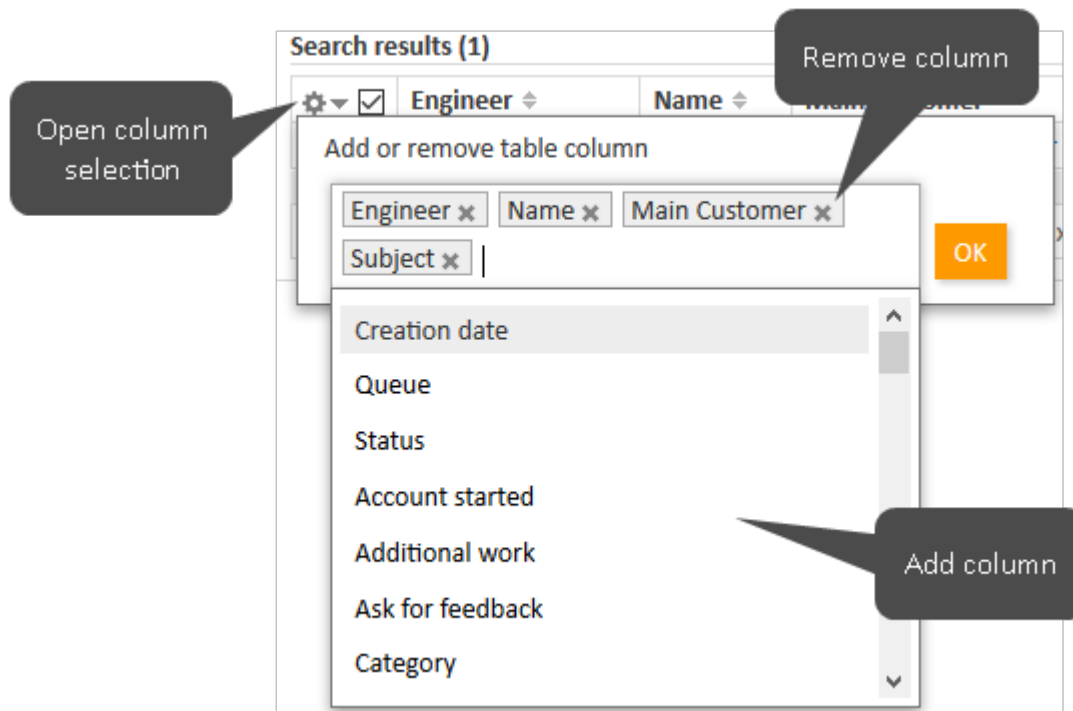 Search results (1)
Remove column
Engineer Name Main
Open column
selection
Add or remove table column
Engineer Name Main Customer
Subject
OK
Creation date
Queue
Status
Account started
Additional work
Add column
Ask for feedback
Category